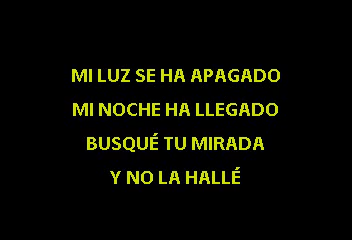 MI LUZ SE HA APAGADO
MI NOCHE HA LLEGADO
BUSQUÉ TU MIRADA
Y NO LA HALLÉ